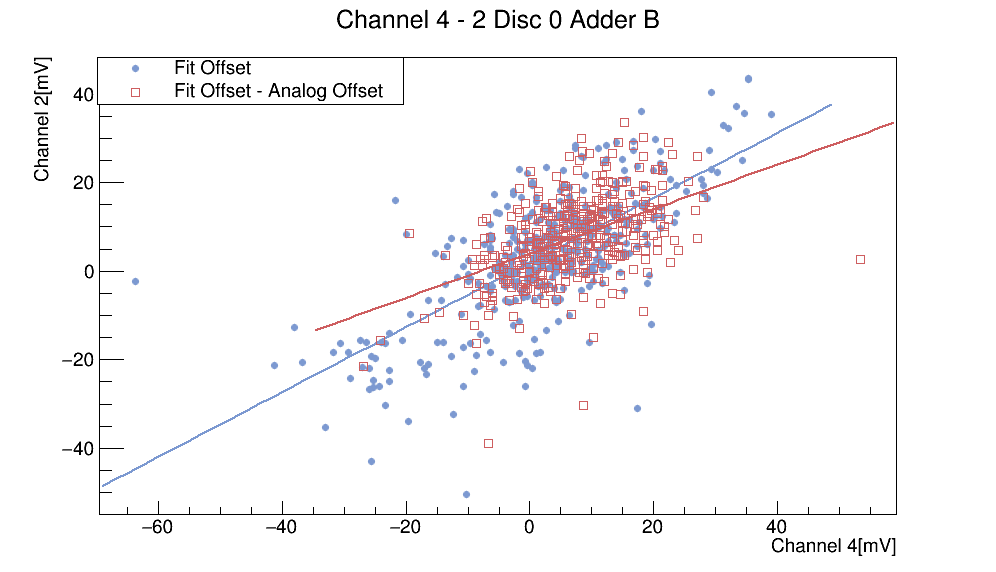 Channel 4 - 2 Disc 0 Adder B
Fit Offset
Fit Offset - Analog Offset
Channel 2[mV]
40
20
0
−20
−40
−60 −40 −20 0 20 40
Channel 4[mV]